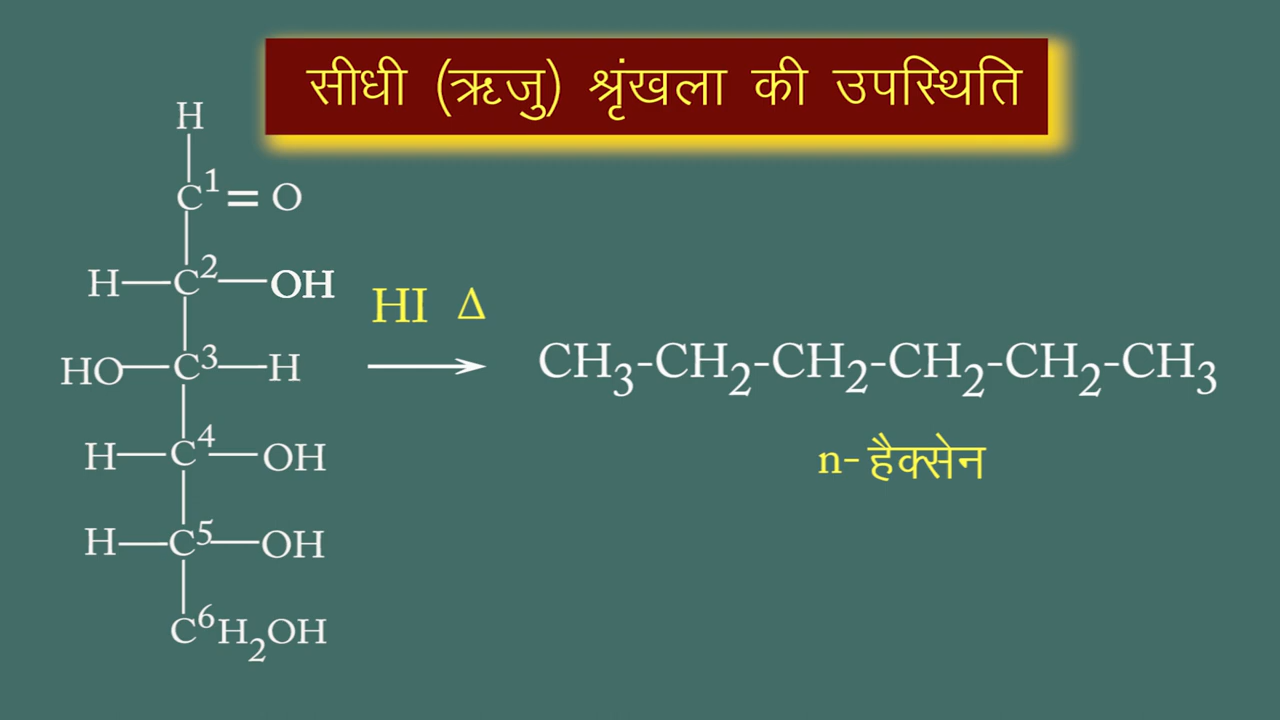 सीधी (ऋजु) श्रृंखला की उपस्थिति
H
C¹ = O
H—C²—OH
HO—C³—H
H—C⁴—OH
H—C⁵—OH
C⁶H₂OH
HI Δ
CH₃-CH₂-CH₂-CH₂-CH₂-CH₃
n-हैक्सेन